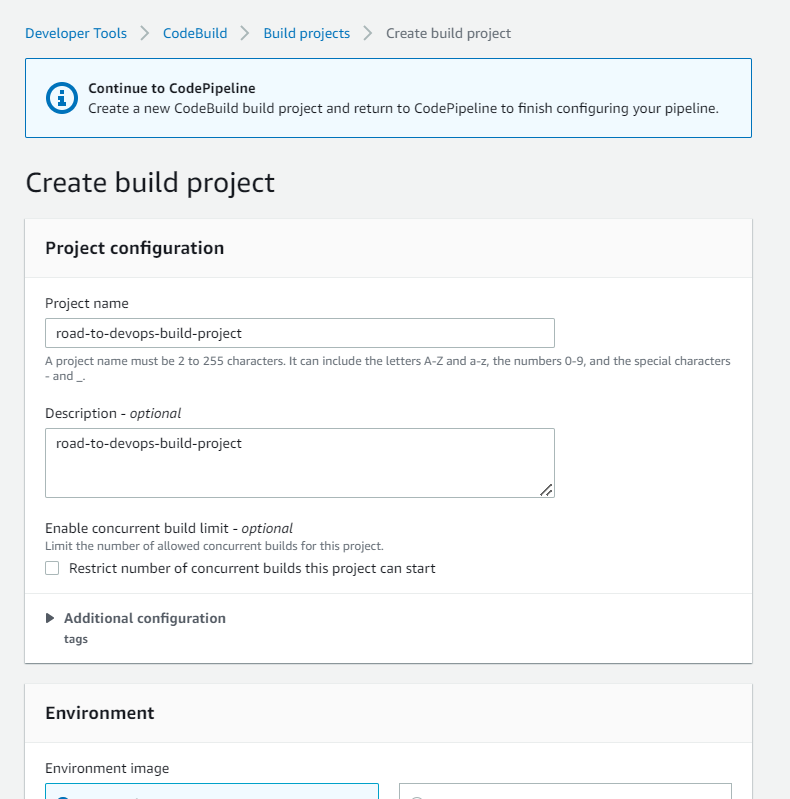 Developer Tools > CodeBuild > Build projects > Create build project
Continue to CodePipeline
Create a new CodeBuild build project and return to CodePipeline to finish configuring your pipeline.
Create build project
Project configuration
Project name
road-to-devops-build-project
A project name must be 2 to 255 characters. It can include the letters A-Z and a-z, the numbers 0-9, and the special characters
- and _.
Description - optional
road-to-devops-build-project
Enable concurrent build limit - optional
Limit the number of allowed concurrent builds for this project.
Restrict number of concurrent builds this project can start
Additional configuration
tags
Environment
Environment image